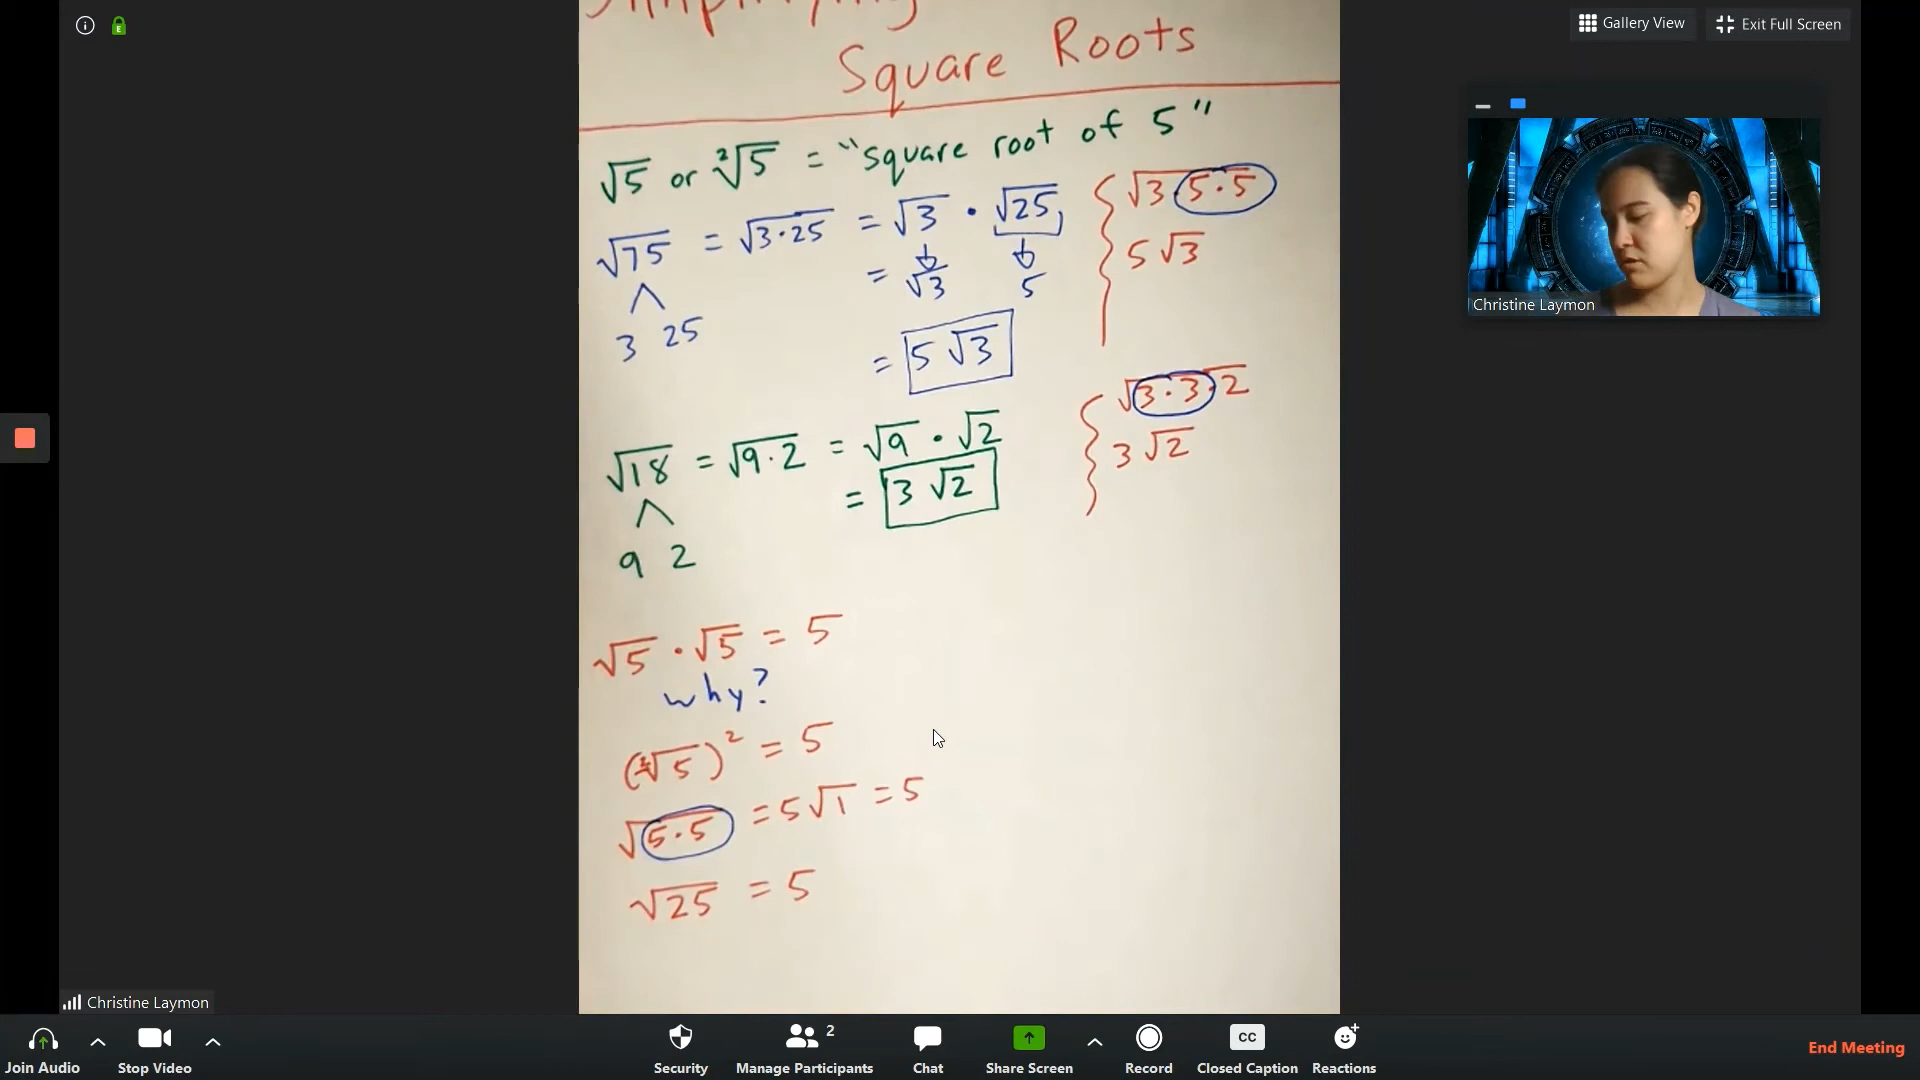 Gallery View
Exit Full Screen
Simplifying
Square Roots
√5 or ²√5 = "square root of 5"
√75 = √3·25 = √3 · √25
3 25
= √3 5
= 5√3
√3·5·5
5√3
√18 = √9·2 = √9 · √2
9 2
= 3√2
√3·3·2
3√2
√5 · √5 = 5
why?
(²√5)² = 5
√5·5 = 5√1 = 5
√25 = 5
Christine Laymon
Christine Laymon
Join Audio
Stop Video
Security
2
Manage Participants
Chat
Share Screen
Record
CC
Closed Caption
Reactions
End Meeting